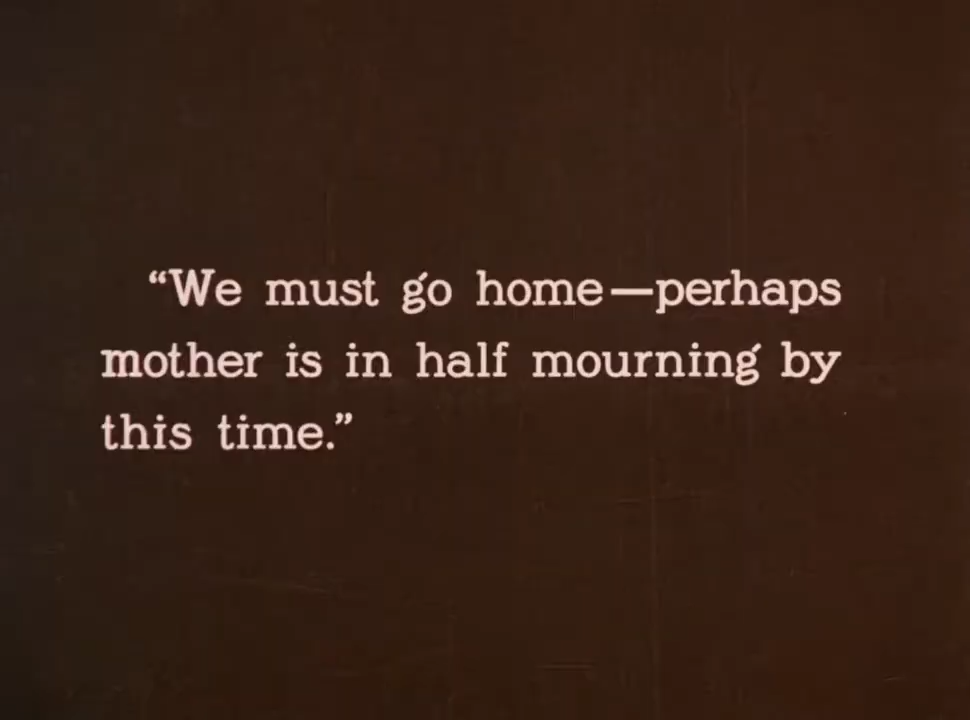 “We must go home—perhaps
mother is in half mourning by
this time.”